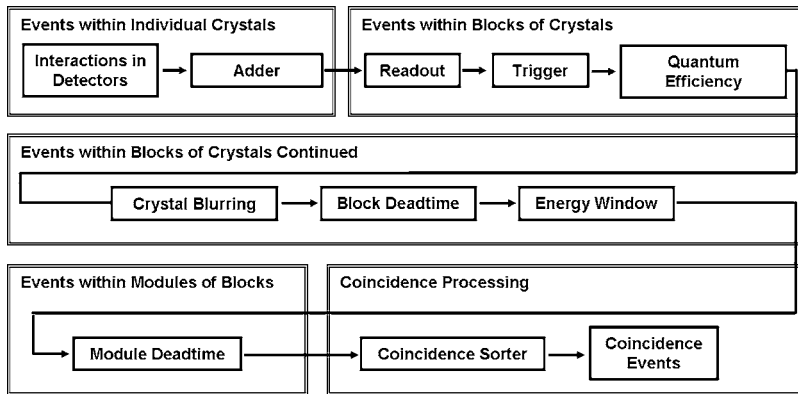 Events within Individual Crystals
Events within Blocks of Crystals
Interactions in
Detectors
Adder
Readout
Trigger
Quantum
Efficiency
Events within Blocks of Crystals Continued
Crystal Blurring
Block Deadtime
Energy Window
Events within Modules of Blocks
Coincidence Processing
Module Deadtime
Coincidence Sorter
Coincidence
Events